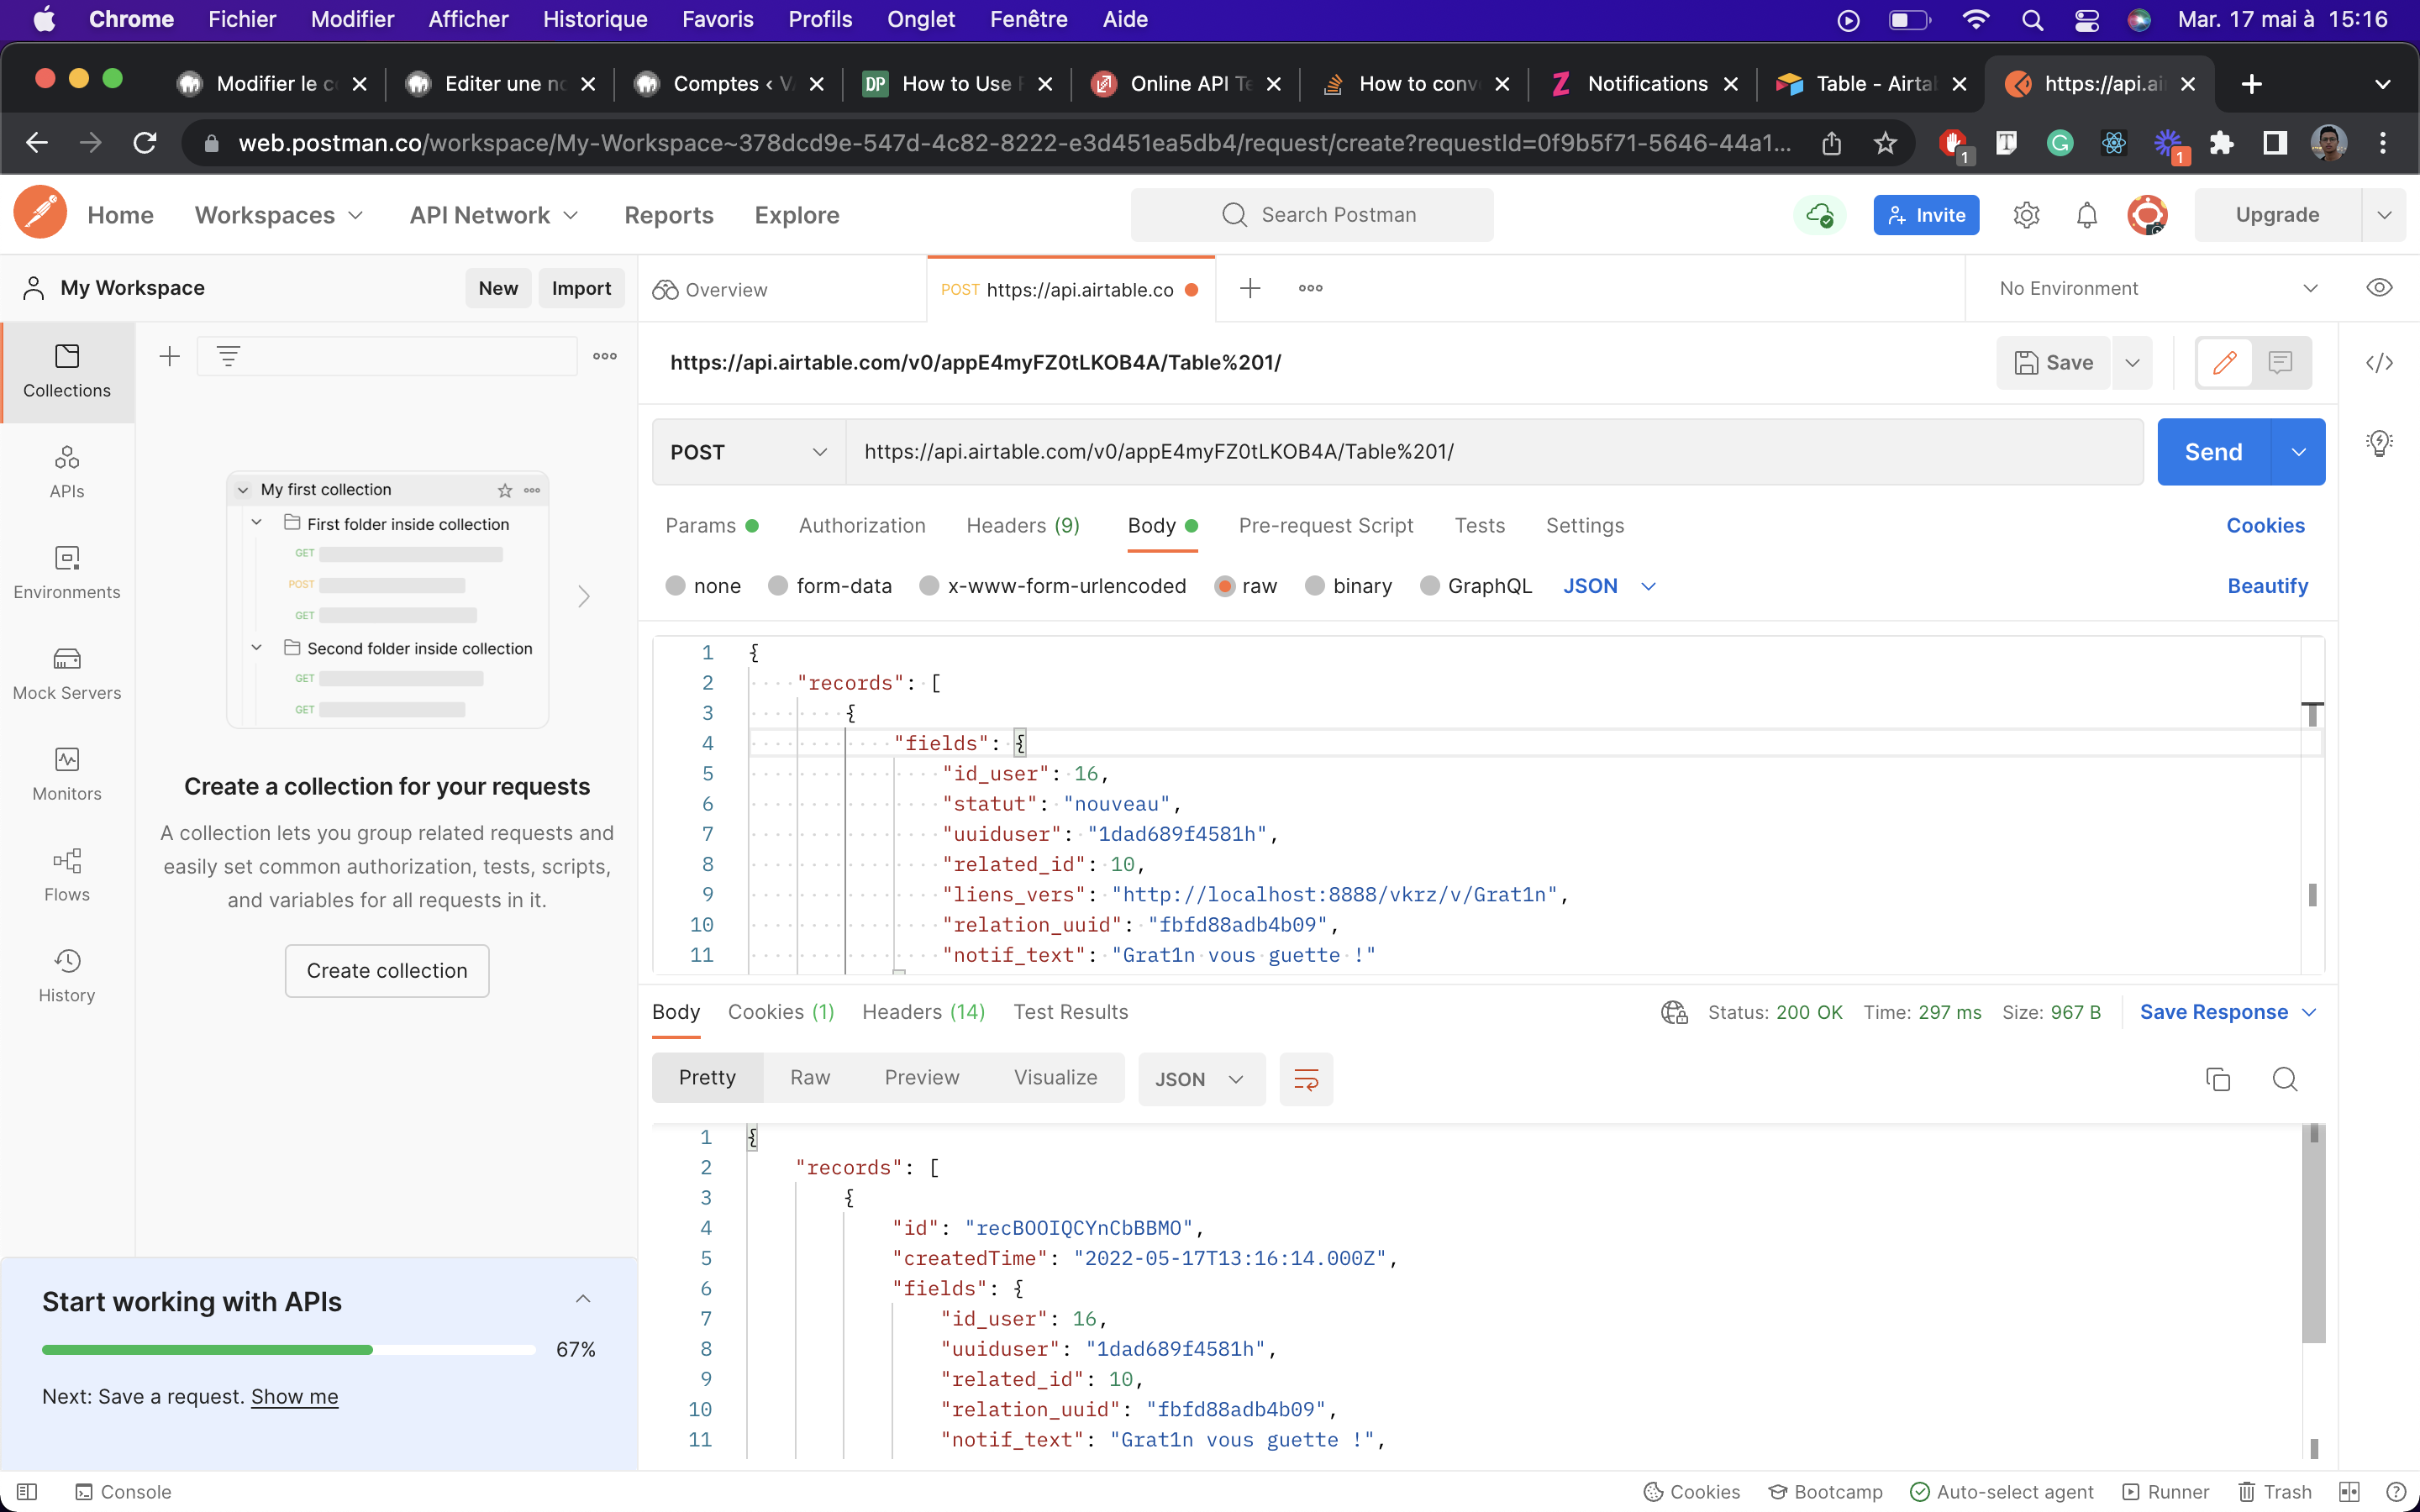 Chrome Fichier Modifier Afficher Historique Favoris Profils Onglet Fenêtre Aide Mar. 17 mai à 15:16
Modifier le c Editer une no Comptes ‹ V How to Use Online API Te How to conv Notifications Table - Airta https://api.ai
web.postman.co/workspace/My-Workspace~378dcd9e-547d-4c82-8222-e3d451ea5db4/request/create?requestId=0f9b5f71-5646-44a1... 1 1
Home Workspaces API Network Reports Explore Search Postman Invite Upgrade
My Workspace New Import Overview POST https://api.airtable.co No Environment
Collections
APIs
Environments
Mock Servers
Monitors
Flows
History
My first collection
First folder inside collection
GET
POST
GET
Second folder inside collection
GET
GET
Create a collection for your requests
A collection lets you group related requests and
easily set common authorization, tests, scripts,
and variables for all requests in it.
Create collection
Start working with APIs
67%
Next: Save a request. Show me
https://api.airtable.com/v0/appE4myFZ0tLKOB4A/Table%201/ Save
POST https://api.airtable.com/v0/appE4myFZ0tLKOB4A/Table%201/ Send
Params Authorization Headers (9) Body Pre-request Script Tests Settings Cookies
none form-data x-www-form-urlencoded raw binary GraphQL JSON Beautify
1 {
2 "records": [
3 {
4 "fields": {
5 "id_user": 16,
6 "statut": "nouveau",
7 "uuiduser": "1dad689f4581h",
8 "related_id": 10,
9 "liens_vers": "http://localhost:8888/vkrz/v/Grat1n",
10 "relation_uuid": "fbfd88adb4b09",
11 "notif_text": "Grat1n vous guette !"
Body Cookies (1) Headers (14) Test Results Status: 200 OK Time: 297 ms Size: 967 B Save Response
Pretty Raw Preview Visualize JSON
1 {
2 "records": [
3 {
4 "id": "recBOOIQCYnCbBBMO",
5 "createdTime": "2022-05-17T13:16:14.000Z",
6 "fields": {
7 "id_user": 16,
8 "uuiduser": "1dad689f4581h",
9 "related_id": 10,
10 "relation_uuid": "fbfd88adb4b09",
11 "notif_text": "Grat1n vous guette !",
Console Cookies Bootcamp Auto-select agent Runner Trash